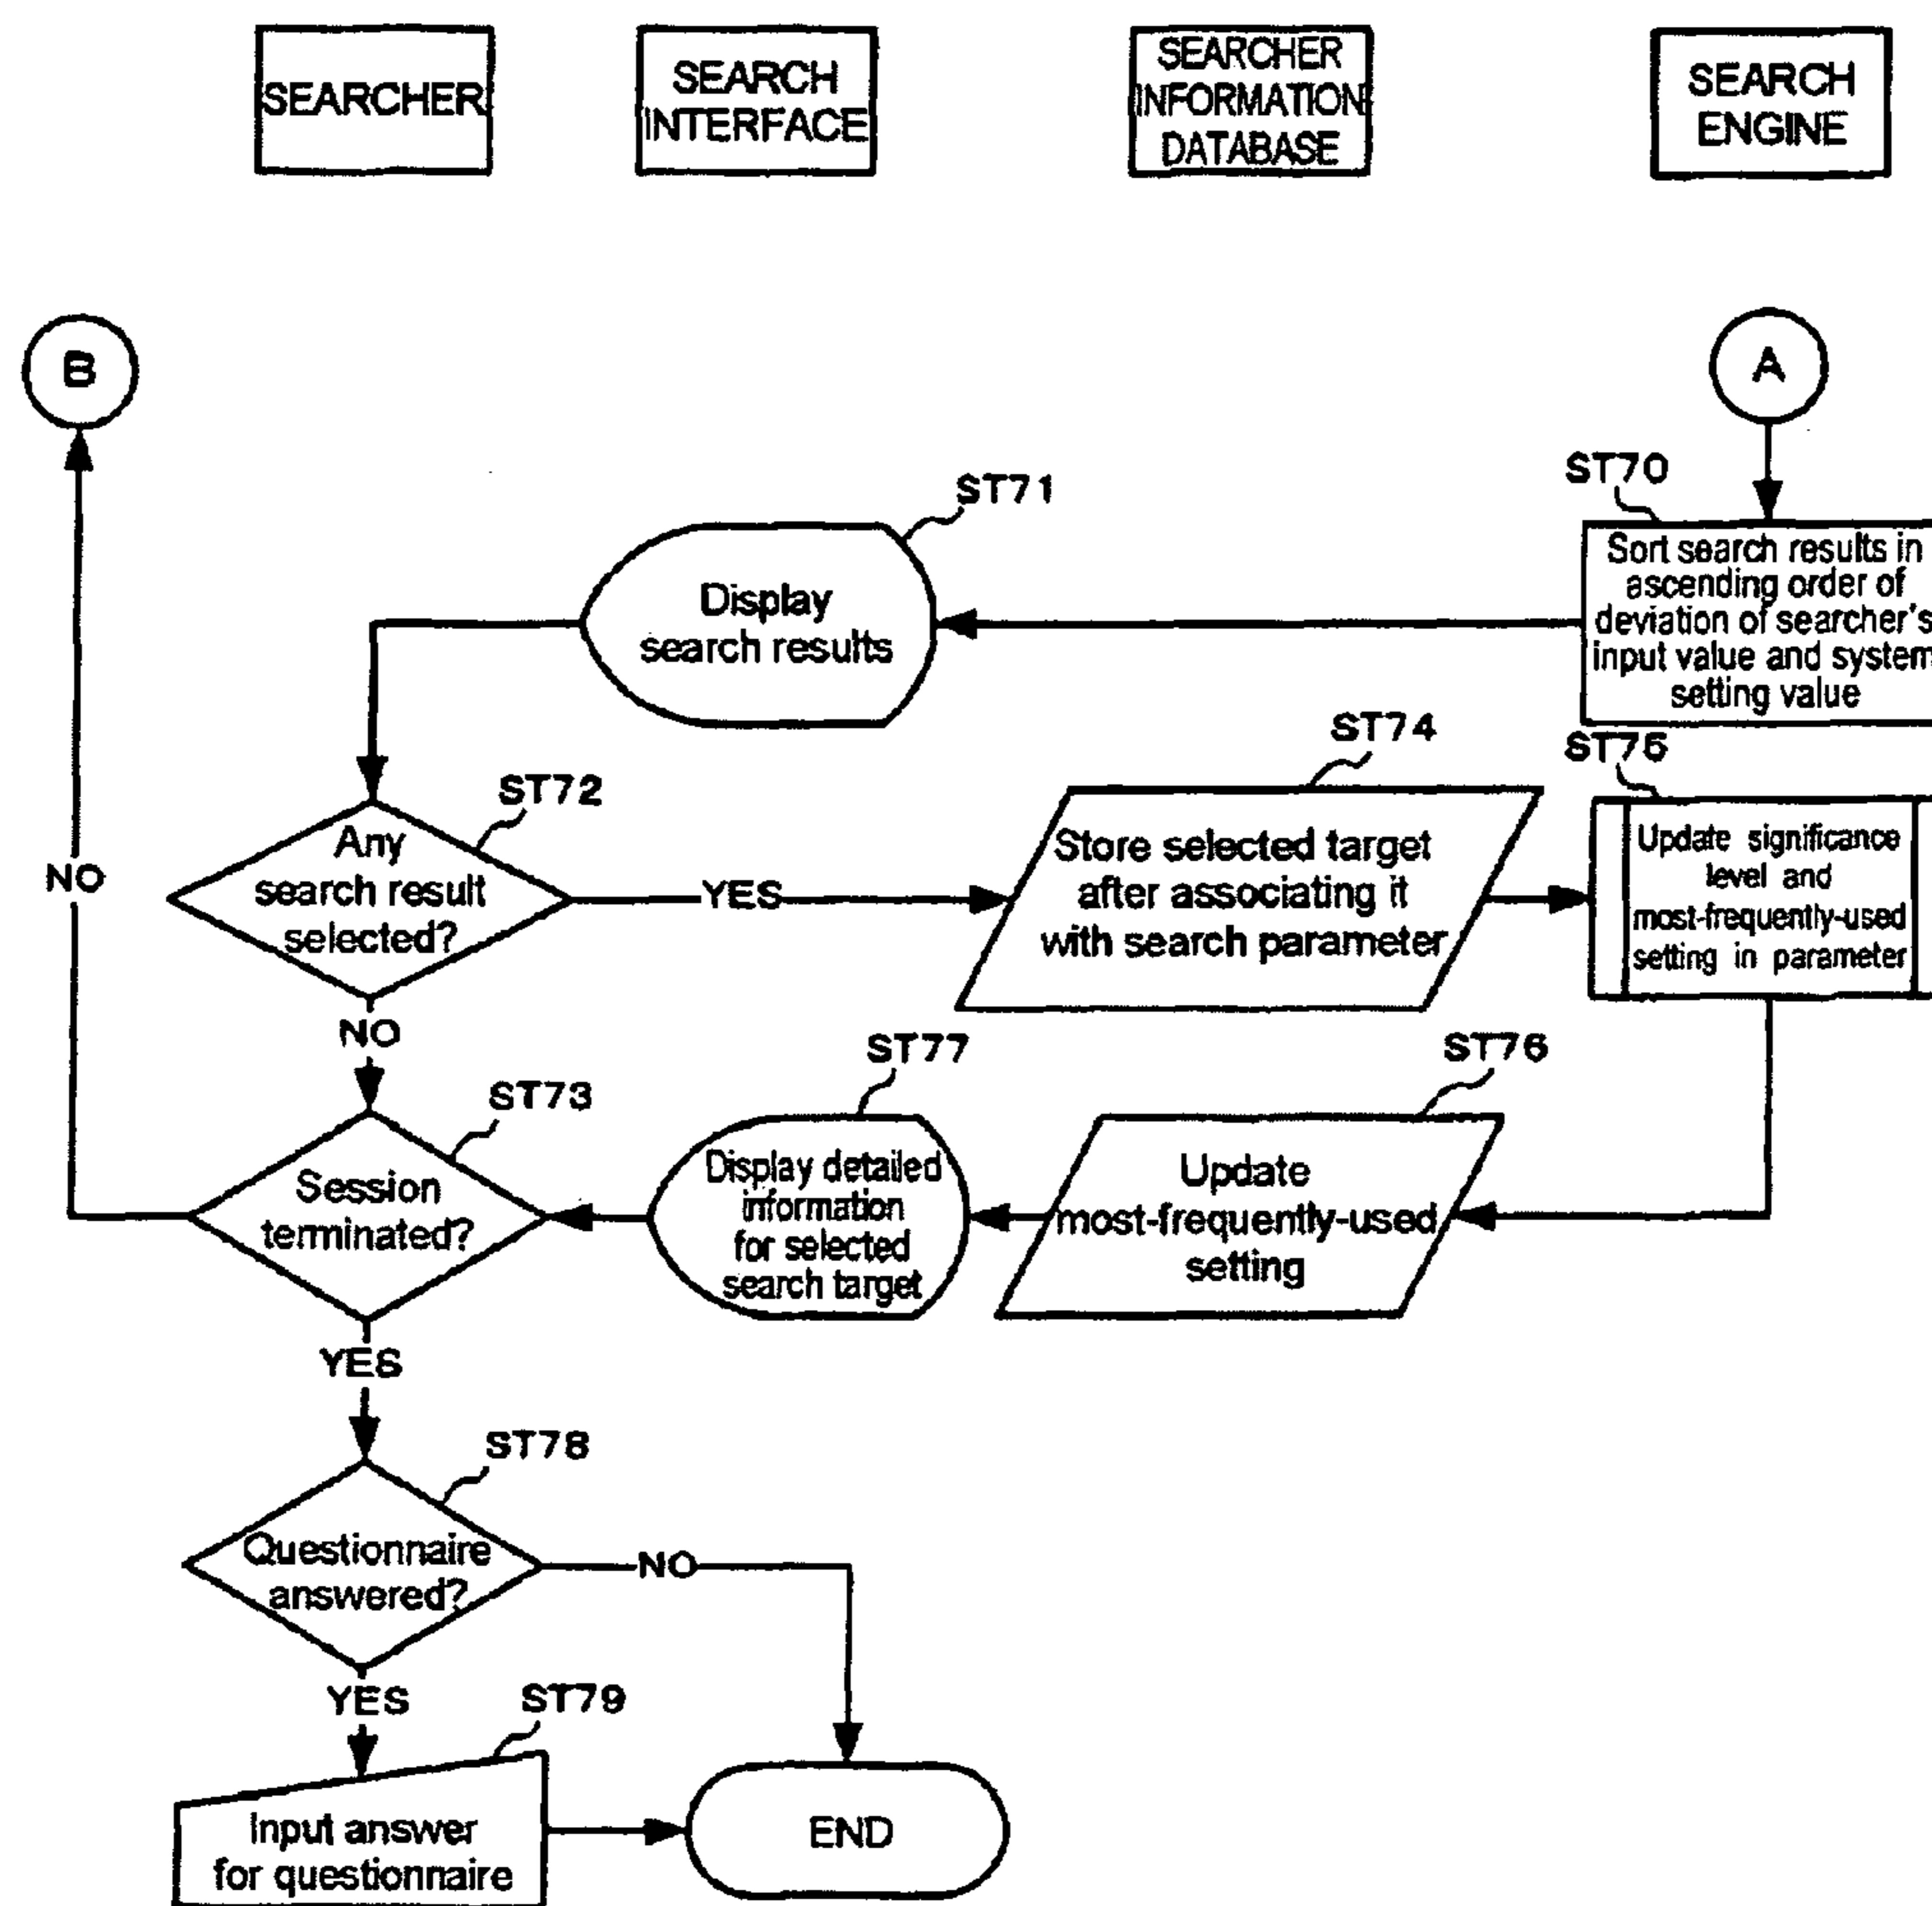 SEARCHER
SEARCH
INTERFACE
SEARCHER
INFORMATION
DATABASE
SEARCH
ENGINE
B
A
ST70
Sort search results in
ascending order of
deviation of searcher's
input value and system
setting value
ST71
Display
search results
ST72
Any
search result
selected?
YES
NO
ST74
Store selected target
after associating it
with search parameter
ST75
Update significance
level and
most-frequently-used
setting in parameter
ST76
Update
most-frequently-used
setting
ST77
Display detailed
information
for selected
search target
ST73
Session
terminated?
NO
YES
ST78
Questionnaire
answered?
NO
YES
ST79
Input answer
for questionnaire
END